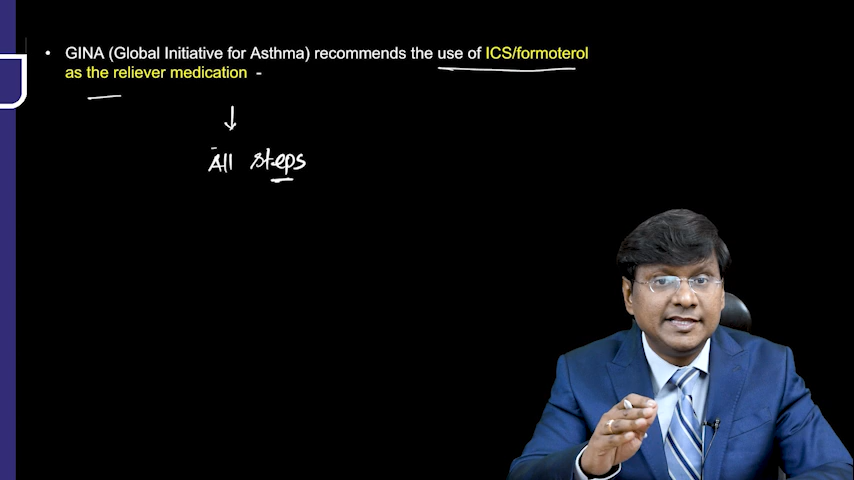 • GINA (Global Initiative for Asthma) recommends the use of ICS/formoterol
as the reliever medication -
All steps